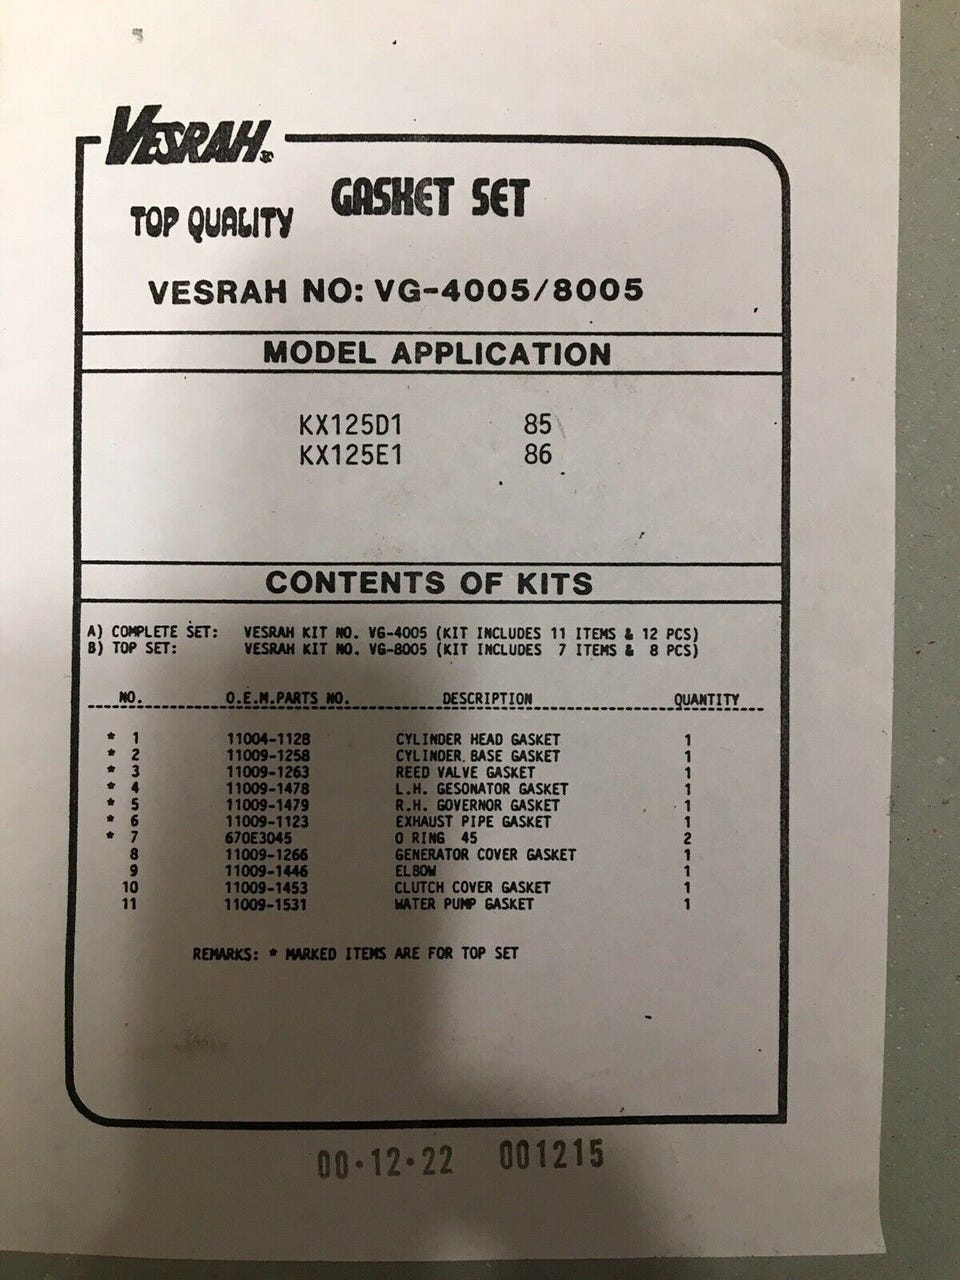 VESRAH®
GASKET SET
TOP QUALITY
VESRAH NO: VG-4005/8005
MODEL APPLICATION
KX125D1 85
KX125E1 86
CONTENTS OF KITS
A) COMPLETE SET: VESRAH KIT NO. VG-4005 (KIT INCLUDES 11 ITEMS & 12 PCS)
B) TOP SET: VESRAH KIT NO. VG-8005 (KIT INCLUDES 7 ITEMS & 8 PCS)
NO. O.E.M.PARTS NO. DESCRIPTION QUANTITY
* 1 11004-1128 CYLINDER HEAD GASKET 1
* 2 11009-1258 CYLINDER BASE GASKET 1
* 3 11009-1263 REED VALVE GASKET 1
* 4 11009-1478 L.H. GESONATOR GASKET 1
* 5 11009-1479 R.H. GOVERNOR GASKET 1
* 6 11009-1123 EXHAUST PIPE GASKET 1
* 7 670E3045 O RING 45 2
8 11009-1266 GENERATOR COVER GASKET 1
9 11009-1446 ELBOW 1
10 11009-1453 CLUTCH COVER GASKET 1
11 11009-1531 WATER PUMP GASKET 1
REMARKS: * MARKED ITEMS ARE FOR TOP SET
00·12·22 001215